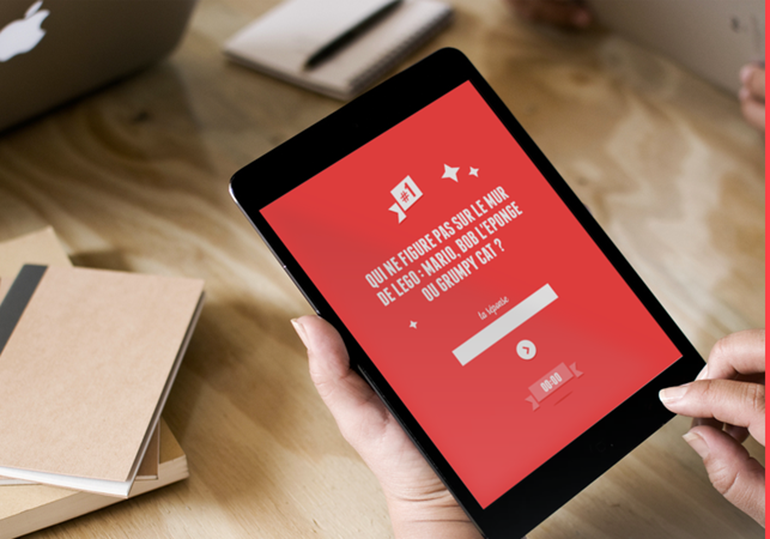 #1
QUI NE FIGURE PAS SUR LE MUR
DE LEGO : MARIO, BOB L'EPONGE
OU GRUMPY CAT ?
la réponse
00:00